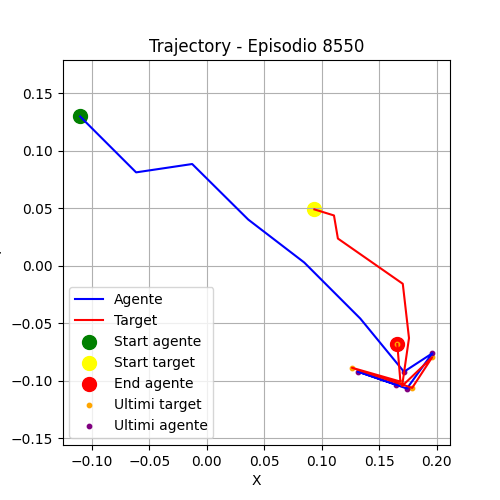 Trajectory - Episodio 8550
0.15
0.10
0.05
0.00
−0.05
−0.10
−0.15
Agente
Target
Start agente
Start target
End agente
Ultimi target
Ultimi agente
−0.10
−0.05
0.00
0.05
0.10
0.15
0.20
X